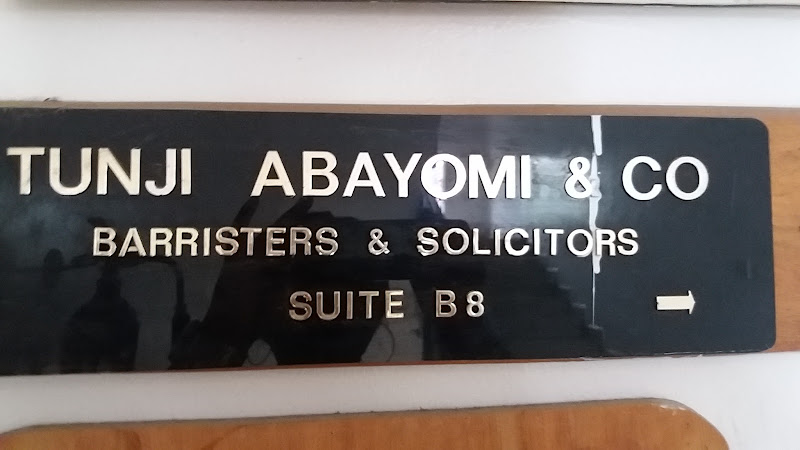 TUNJI ABAYOMI & CO
BARRISTERS & SOLICITORS
SUITE B8